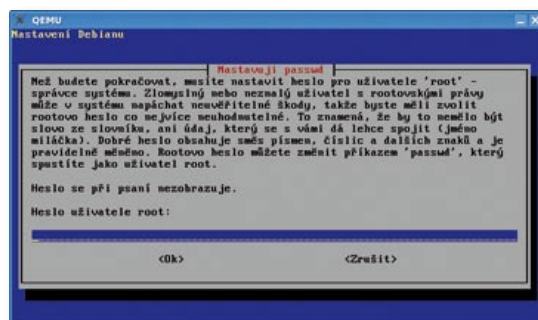 QEMU
Nastavení Debianu
Nastavuji passwd
Než budete pokračovat, musíte nastavit heslo pro uživatele 'root' -
správce systému. Zlomyslný nebo neznalý uživatel s rootovskými právy
může v systému napáchat neuvěřitelné škody, takže byste měli zvolit
rootovo heslo co nejvíce neuhodnutelné. To znamená, že by to nemělo být
slovo ze slovníku, ani údaj, který se s vámi dá lehce spojit (jméno
miláčka). Dobré heslo obsahuje směs písmen, číslic a dalších znaků a je
pravidelně měněno. Rootovo heslo můžete změnit příkazem 'passwd', který
spustíte jako uživatel root.
Heslo se při psaní nezobrazuje.
Heslo uživatele root:
<Ok> <Zrušit>